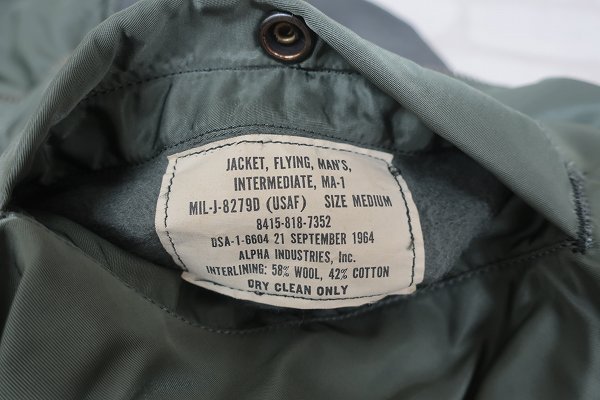 JACKET, FLYING, MAN'S,
INTERMEDIATE, MA-1
MIL-J-8279D (USAF) SIZE MEDIUM
8415-818-7352
DSA-1-6604 21 SEPTEMBER 1964
ALPHA INDUSTRIES, Inc.
INTERLINING: 58% WOOL, 42% COTTON
DRY CLEAN ONLY